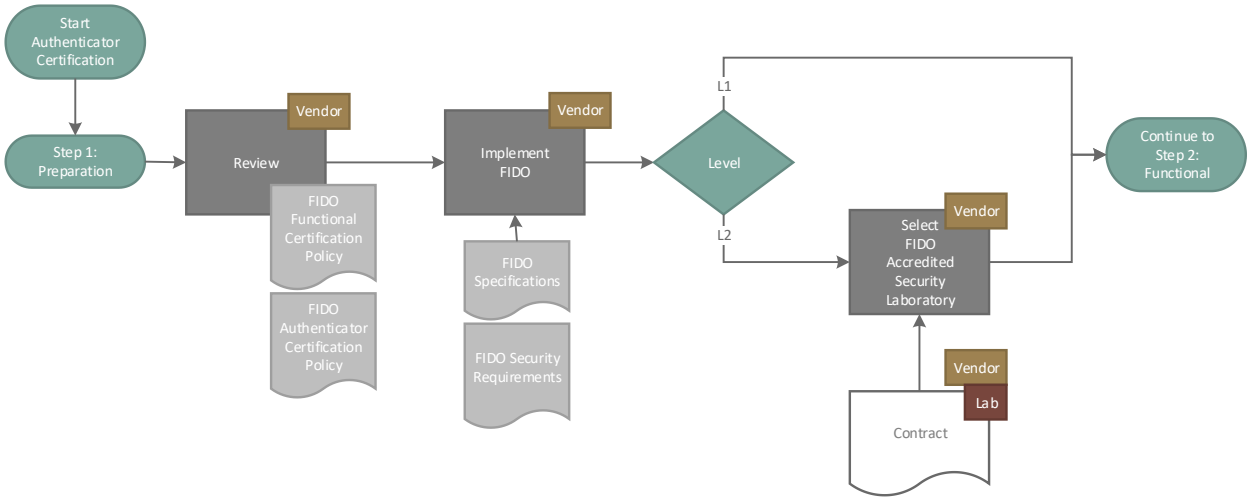 Start
Authenticator
Certification
Step 1:
Preparation
Vendor
Review
FIDO
Functional
Certification
Policy
FIDO
Authenticator
Certification
Policy
Vendor
Implement
FIDO
FIDO
Specifications
FIDO Security
Requirements
Level
L1
L2
Vendor
Select
FIDO
Accredited
Security
Laboratory
Vendor
Lab
Contract
Continue to
Step 2:
Functional